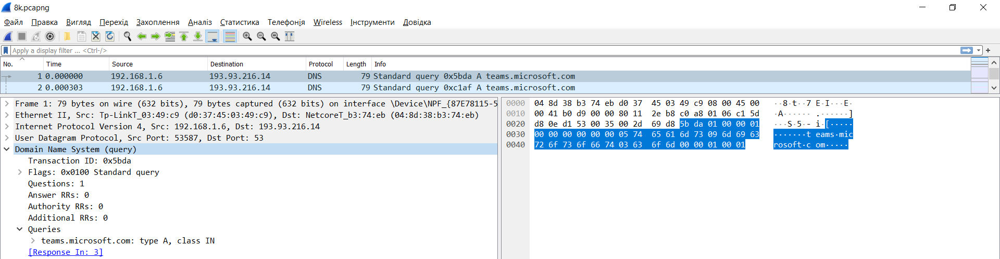 8k.pcapng
Файл Правка Вигляд Перехід Захоплення Аналіз Статистика Телефонія Wireless Інструменти Довідка
Apply a display filter ... <Ctrl-/>
No. Time Source Destination Protocol Length Info
1 0.000000 192.168.1.6 193.93.216.14 DNS 79 Standard query 0x5bda A teams.microsoft.com
2 0.000303 192.168.1.6 193.93.216.14 DNS 79 Standard query 0xc1af A teams.microsoft.com
Frame 1: 79 bytes on wire (632 bits), 79 bytes captured (632 bits) on interface \Device\NPF_{87E78115-5
Ethernet II, Src: Tp-LinkT_03:49:c9 (d0:37:45:03:49:c9), Dst: NetcoreT_b3:74:eb (04:8d:38:b3:74:eb)
Internet Protocol Version 4, Src: 192.168.1.6, Dst: 193.93.216.14
User Datagram Protocol, Src Port: 53587, Dst Port: 53
Domain Name System (query)
Transaction ID: 0x5bda
Flags: 0x0100 Standard query
Questions: 1
Answer RRs: 0
Authority RRs: 0
Additional RRs: 0
Queries
teams.microsoft.com: type A, class IN
[Response In: 3]
0000 04 8d 38 b3 74 eb d0 37 45 03 49 c9 08 00 45 00 ··8·t··7 E·I···E·
0010 00 41 b0 d9 00 00 80 11 2e b8 c0 a8 01 06 c1 5d ·A······ .······]
0020 d8 0e d1 53 00 35 00 2d 69 d8 5b da 01 00 00 01 ···S·5·- i·[·····
0030 00 00 00 00 00 00 05 74 65 61 6d 73 09 6d 69 63 ·······t eams·mic
0040 72 6f 73 6f 66 74 03 63 6f 6d 00 00 01 00 01 rosoft·c om·····